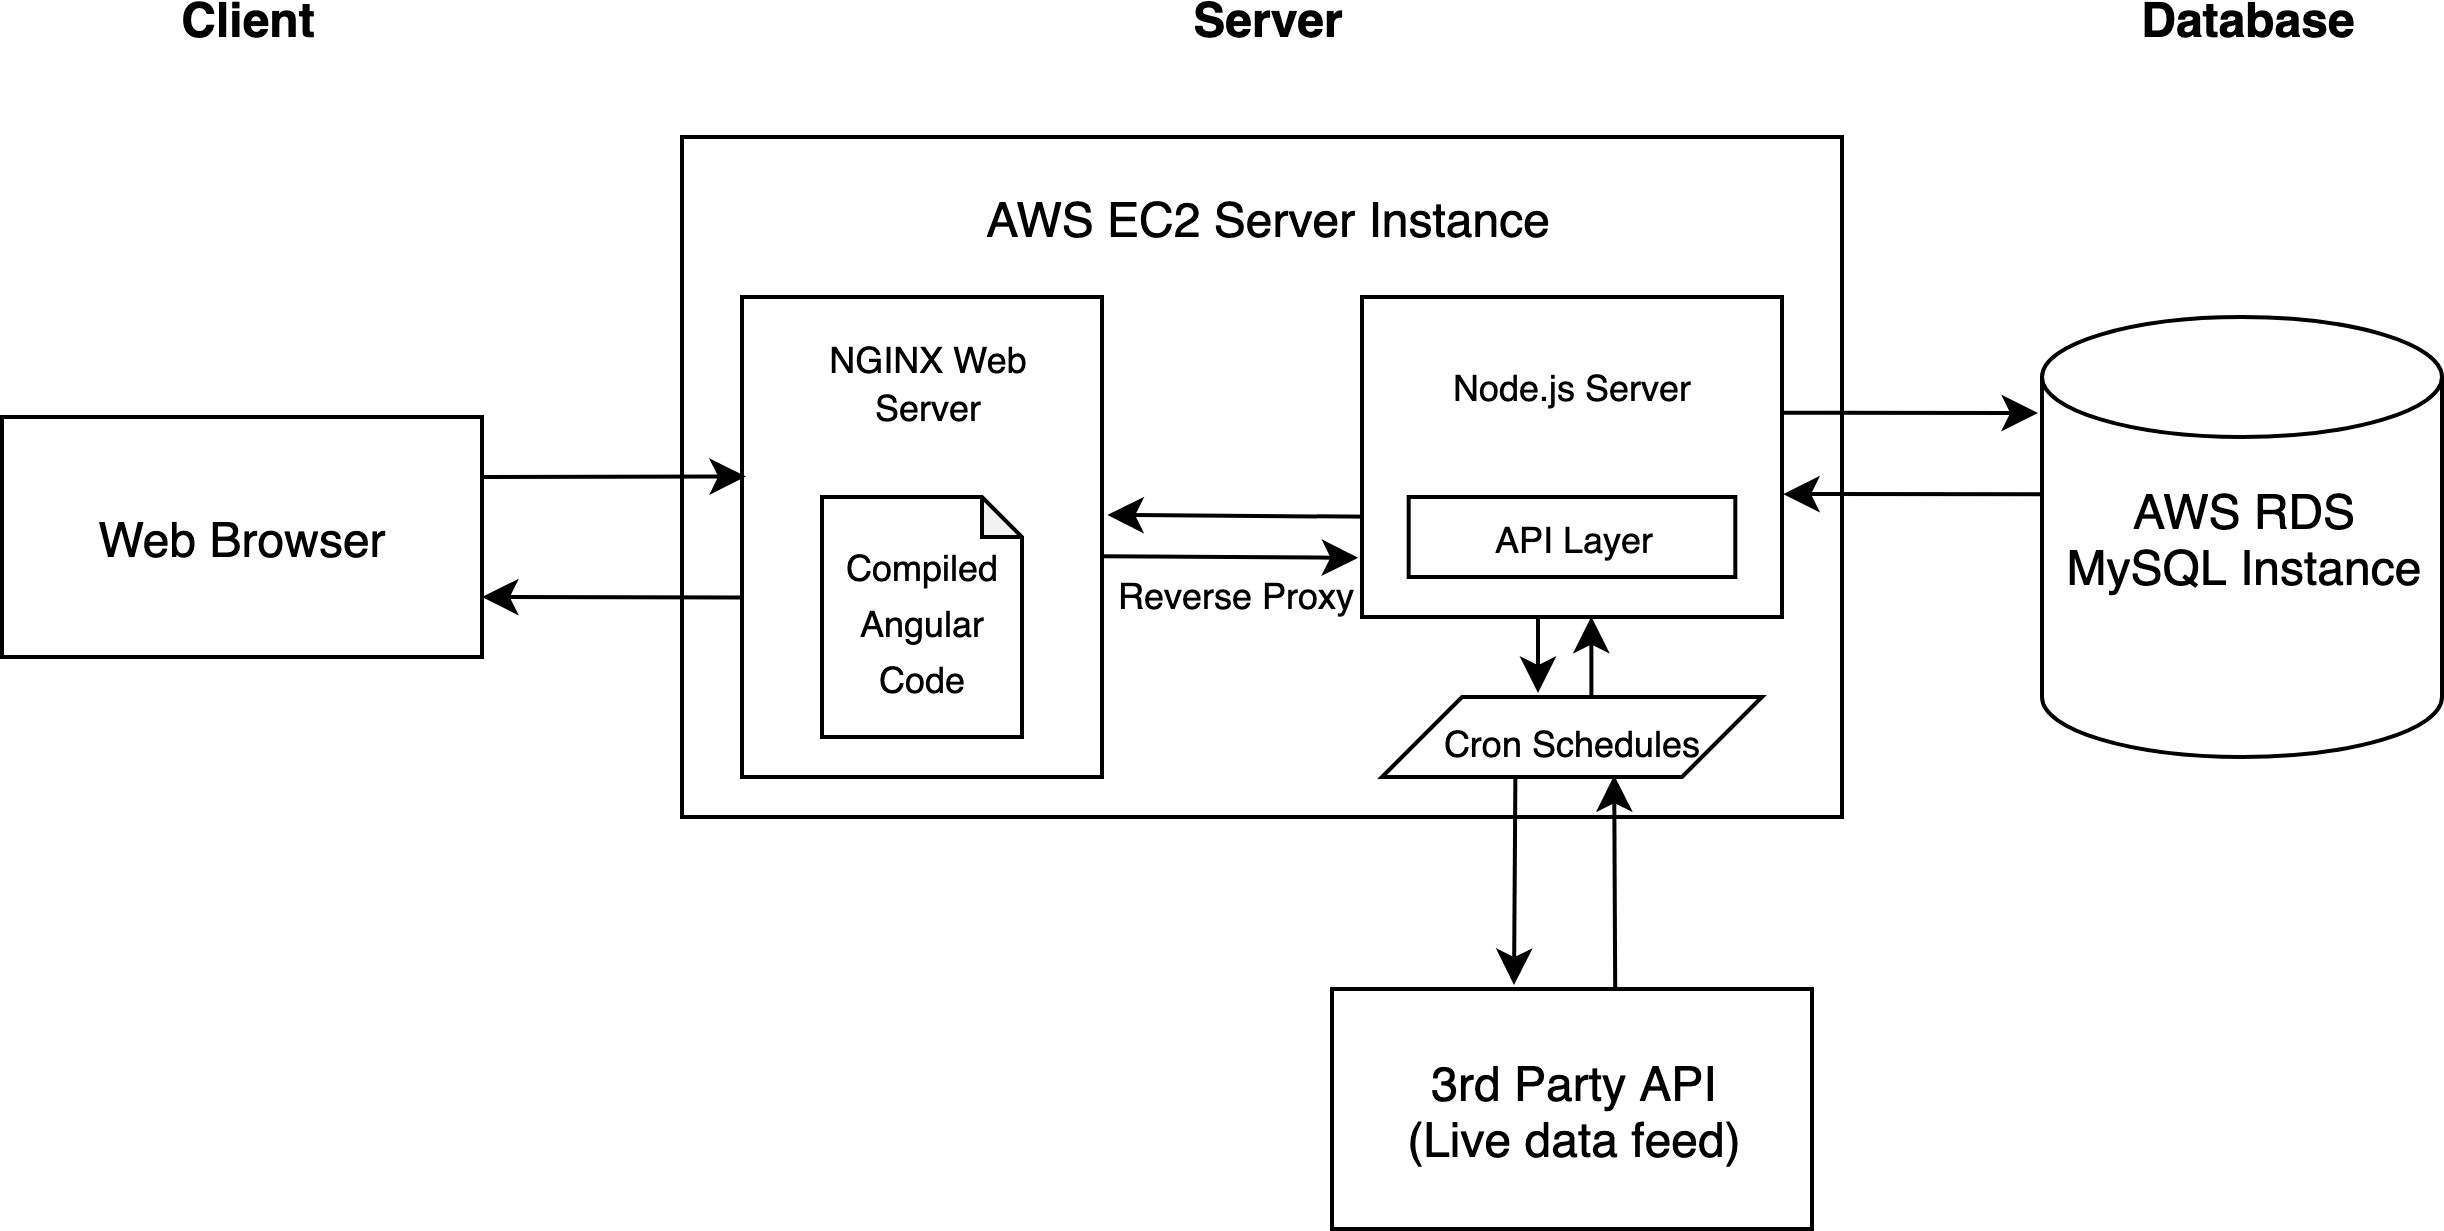 Client
Server
Database
AWS EC2 Server Instance
NGINX Web
Server
Node.js Server
Web Browser
Compiled
Angular
Code
Reverse Proxy
API Layer
AWS RDS
MySQL Instance
Cron Schedules
3rd Party API
(Live data feed)